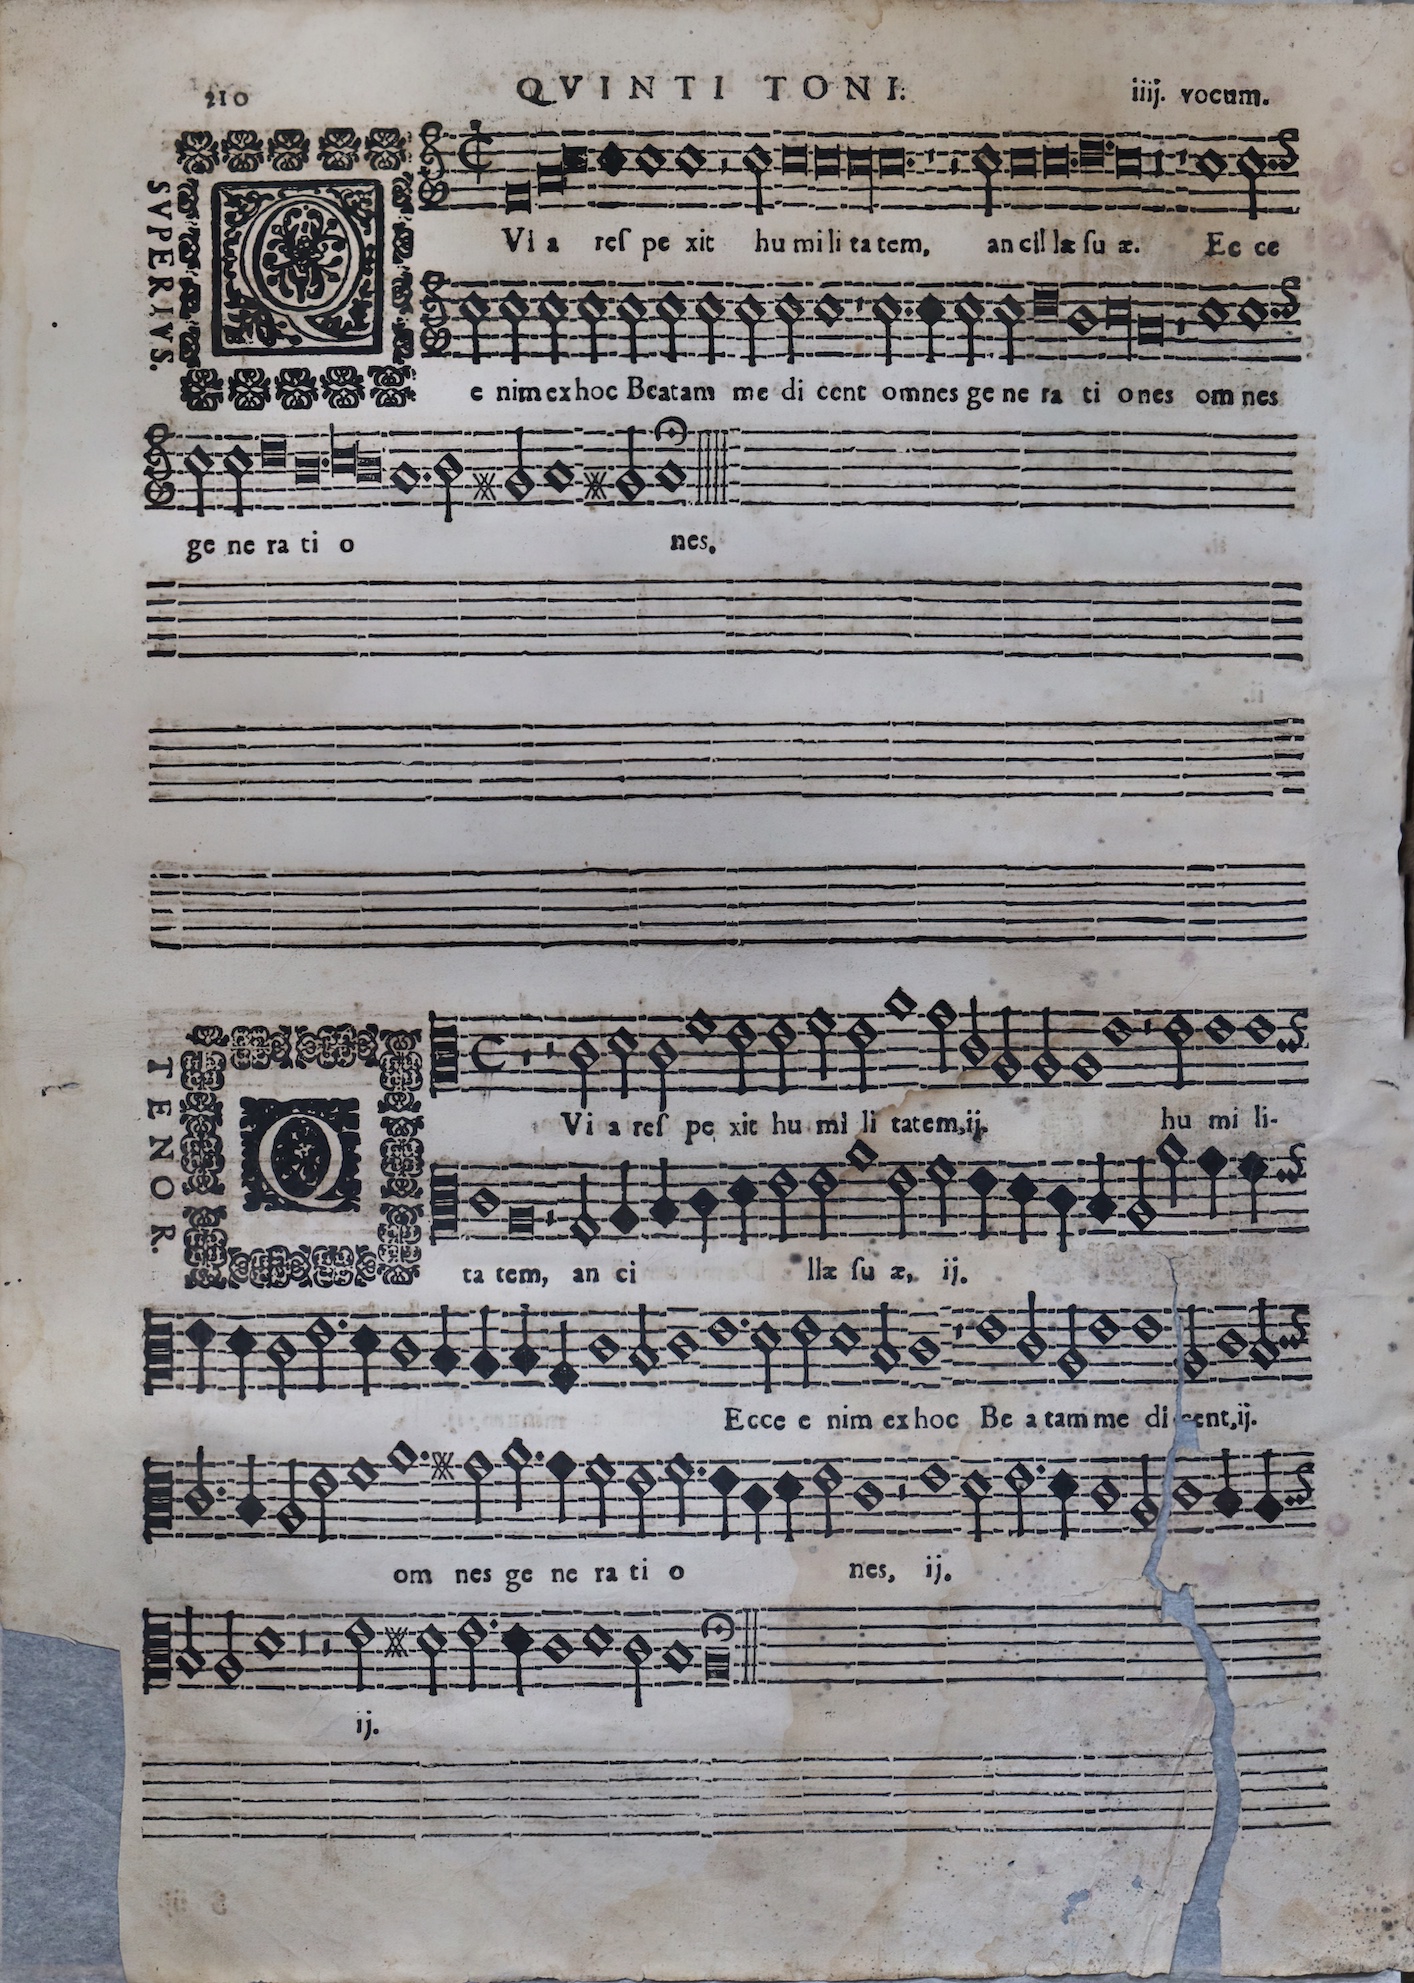 210 QVINTI TONI. iiij. vocum.
SVPERIVS.
QVi a reſ pe xit hu mi li ta tem, an cil læ ſu æ. Ec ce
e nim ex hoc Beatam me di cent omnes ge ne ra ti ones om nes
ge ne ra ti o nes.
TENOR.
QVi a reſ pe xit hu mi li tatem, ij. hu mi li-
ta tem, an ci llæ ſu æ, ij.
Ecce e nim ex hoc Be a tam me di cent, ij.
om nes ge ne ra ti o nes, ij.
ij.